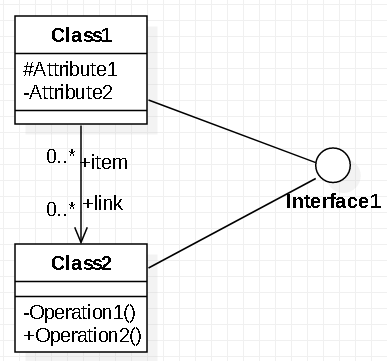 Class1
#Attribute1
-Attribute2
0..* +item
0..* +link
Interface1
Class2
-Operation1()
+Operation2()